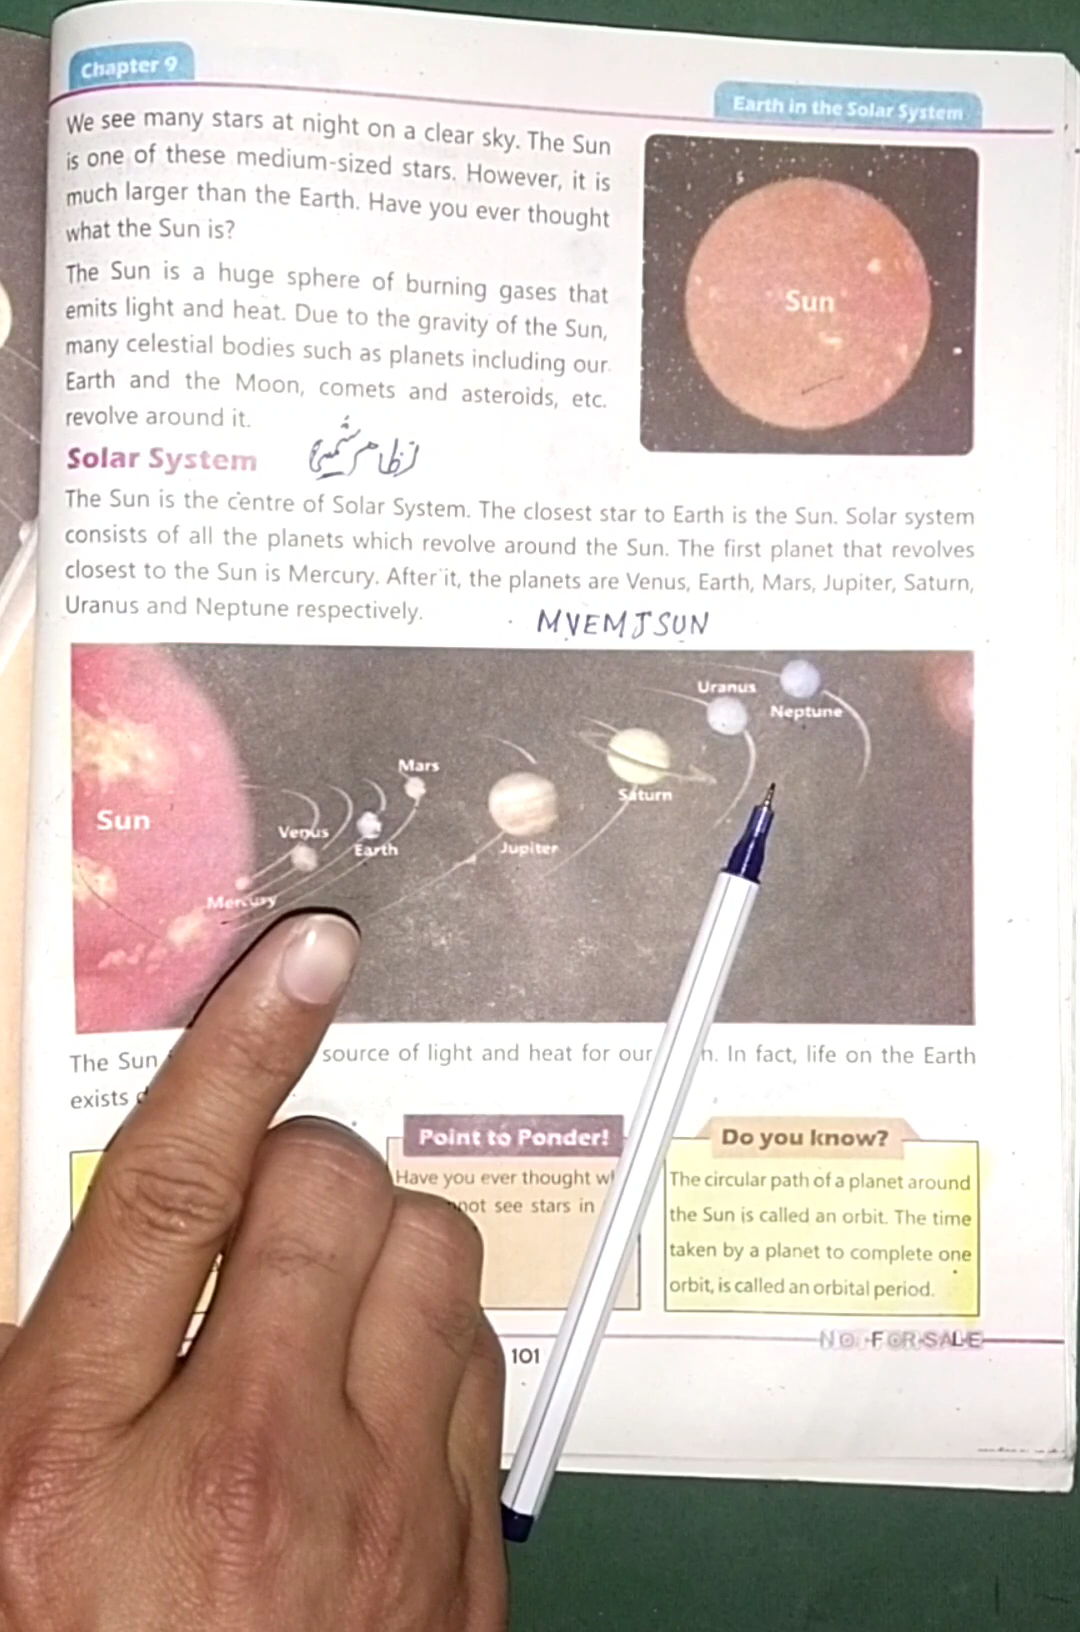 Chapter 9
Earth in the Solar System
We see many stars at night on a clear sky. The Sun
is one of these medium-sized stars. However, it is
much larger than the Earth. Have you ever thought
what the Sun is?
Sun
The Sun is a huge sphere of burning gases that
emits light and heat. Due to the gravity of the Sun,
many celestial bodies such as planets including our
Earth and the Moon, comets and asteroids, etc.
revolve around it.
Solar System نظام شمسی
The Sun is the centre of Solar System. The closest star to Earth is the Sun. Solar system
consists of all the planets which revolve around the Sun. The first planet that revolves
closest to the Sun is Mercury. After it, the planets are Venus, Earth, Mars, Jupiter, Saturn,
Uranus and Neptune respectively.
MVEMJSUN
Uranus
Neptune
Mars
Saturn
Sun
Venus
Earth
Jupiter
Mercury
The Sun source of light and heat for our h. In fact, life on the Earth
exists
Point to Ponder!
Have you ever thought
not see stars in
Do you know?
The circular path of a planet around
the Sun is called an orbit. The time
taken by a planet to complete one
orbit, is called an orbital period.
NOT FOR SALE
101